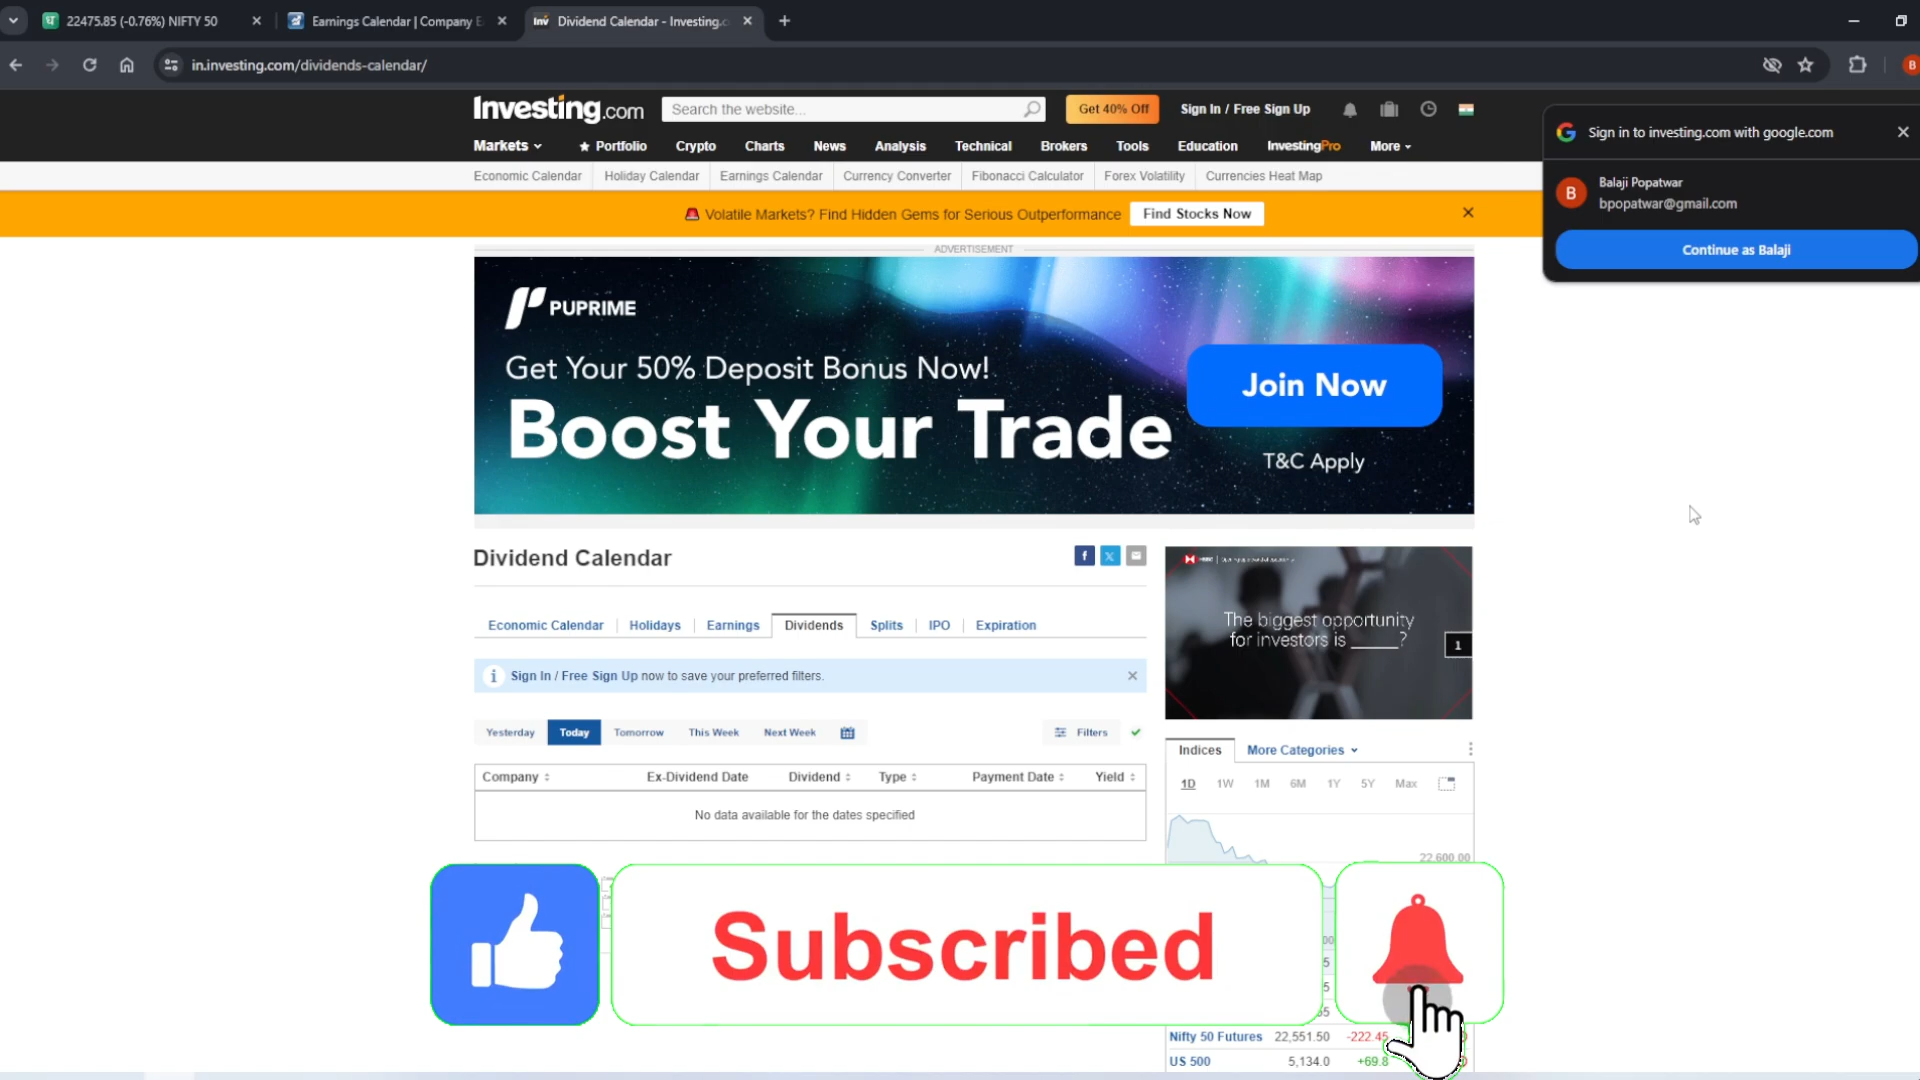 22475.85 (-0.76%) NIFTY 50
Earnings Calendar | Company E
Inv Dividend Calendar - Investing.c
in.investing.com/dividends-calendar/
B
Investing.com
Search the website...
Get 40% Off
Sign In / Free Sign Up
Markets
Portfolio
Crypto
Charts
News
Analysis
Technical
Brokers
Tools
Education
InvestingPro
More
Economic Calendar
Holiday Calendar
Earnings Calendar
Currency Converter
Fibonacci Calculator
Forex Volatility
Currencies Heat Map
Sign in to investing.com with google.com
B
Balaji Popatwar
bpopatwar@gmail.com
Continue as Balaji
Volatile Markets? Find Hidden Gems for Serious Outperformance
Find Stocks Now
ADVERTISEMENT
PUPRIME
Get Your 50% Deposit Bonus Now!
Boost Your Trade
Join Now
T&C Apply
Dividend Calendar
Economic Calendar
Holidays
Earnings
Dividends
Splits
IPO
Expiration
Sign In / Free Sign Up now to save your preferred filters.
Yesterday
Today
Tomorrow
This Week
Next Week
Filters
Company
Ex-Dividend Date
Dividend
Type
Payment Date
Yield
No data available for the dates specified
The biggest opportunity
for investors is _____?
1
Indices
More Categories
1D
1W
1M
6M
1Y
5Y
Max
22,600.00
Subscribed
Nifty 50 Futures 22,551.50 -222.45
US 500 5,134.0 +69.8